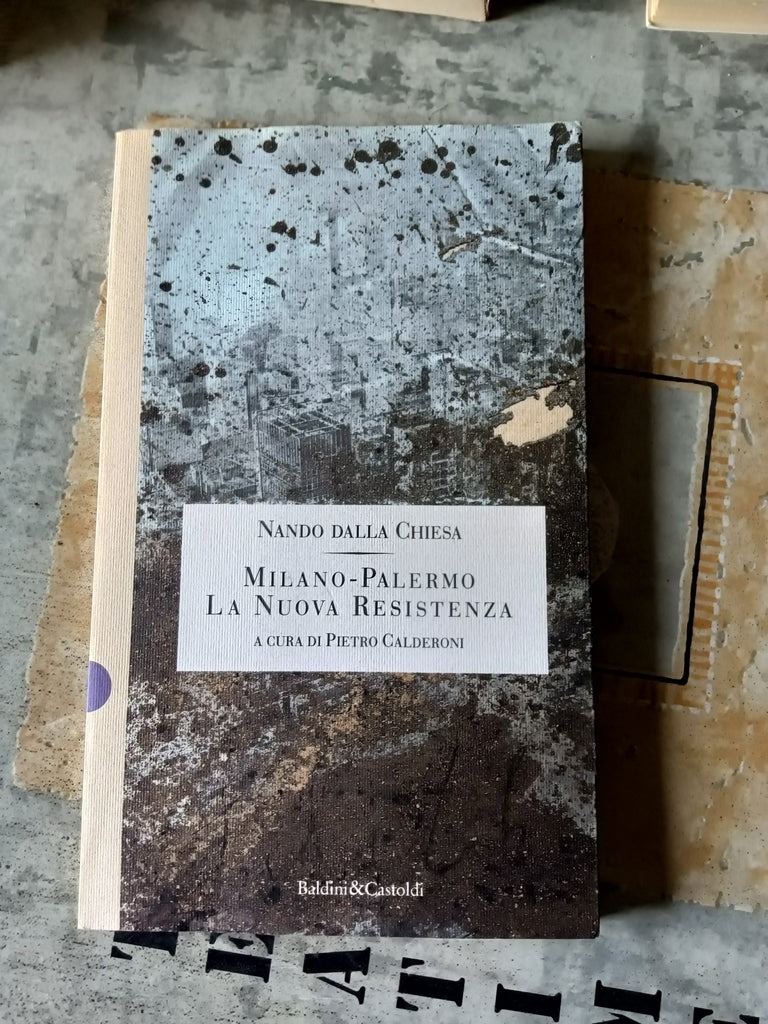 Nando dalla Chiesa
Milano-Palermo
La Nuova Resistenza
a cura di Pietro Calderoni
Baldini&Castoldi